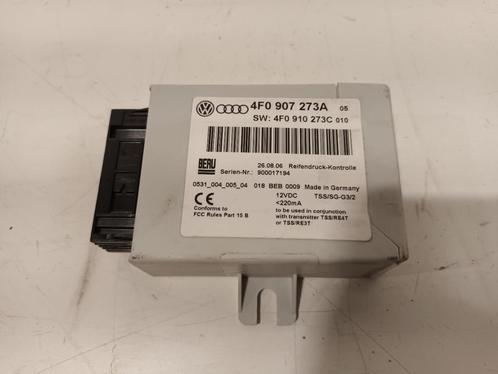 4F0 907 273A 05
SW: 4F0 910 273C 010
BERU 26.08.06 Reifendruck-Kontrolle
Serien-Nr.: 900017194
0531_004_005_04 018 BEB 0009 Made in Germany
CE 12VDC TSS/SG-G3/2
<220mA
Conforms to to be used in conjunction
FCC Rules Part 15 B with transmitter TSS/RE4T
or TSS/RE3T